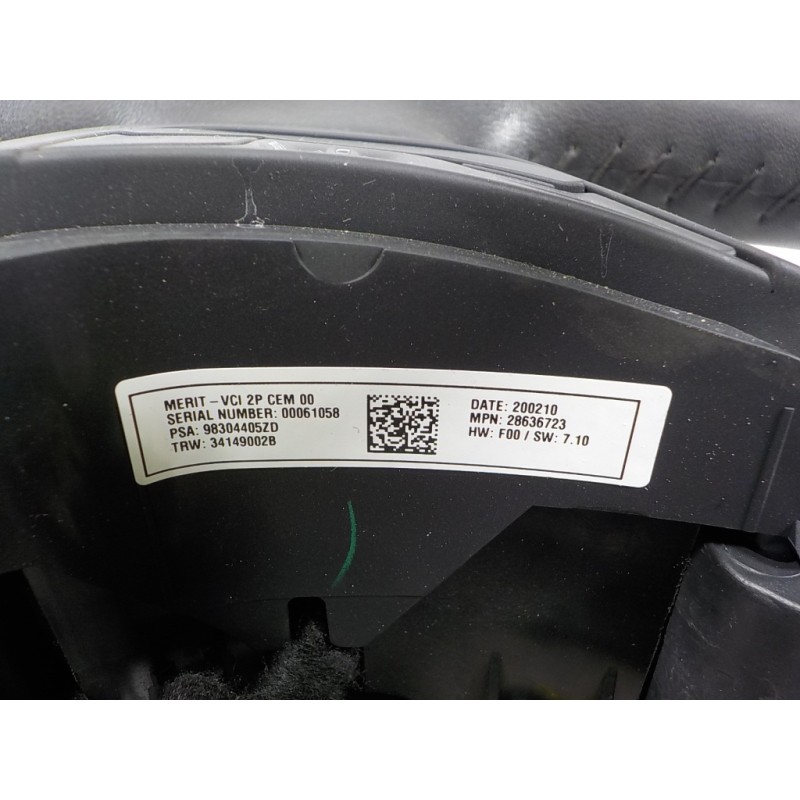 MERIT - VCI 2P CEM 00
SERIAL NUMBER: 00061058
PSA: 98304405ZD
TRW: 34149002B
DATE: 200210
MPN: 28636723
HW: F00 / SW: 7.10